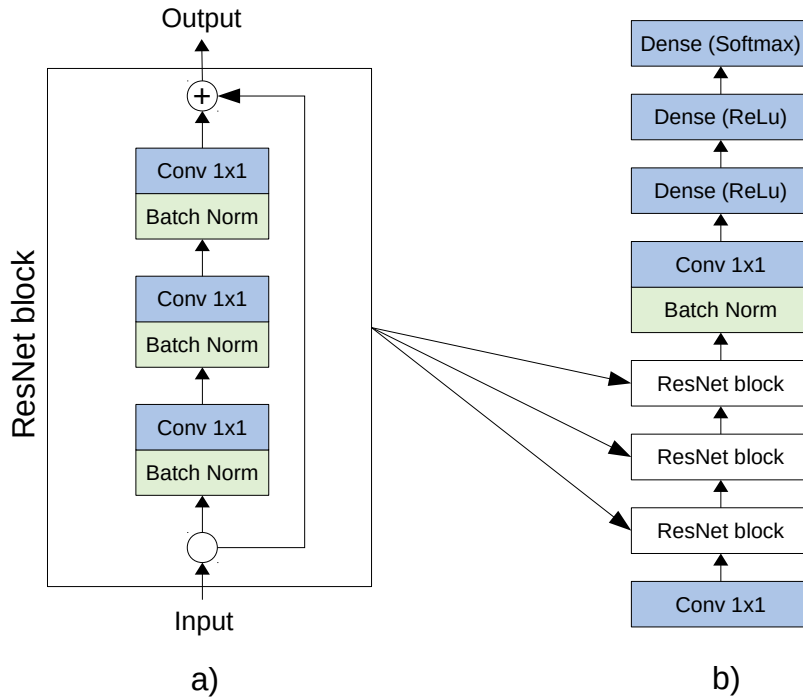 Output
+
Conv 1x1
Batch Norm
Conv 1x1
Batch Norm
Conv 1x1
Batch Norm
Input
ResNet block
a)
Dense (Softmax)
Dense (ReLu)
Dense (ReLu)
Conv 1x1
Batch Norm
ResNet block
ResNet block
ResNet block
Conv 1x1
b)